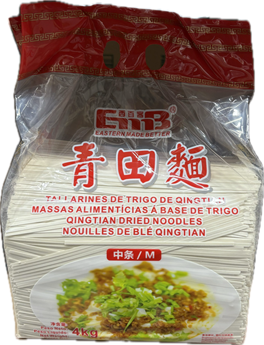 EMB®
EASTERN MADE BETTER
青田麵
TALLARINES DE TRIGO DE QINGTIAN
MASSAS ALIMENTÍCIAS À BASE DE TRIGO
QINGTIAN DRIED NOODLES
NOUILLES DE BLÉ QINGTIAN
中条/M
4kg